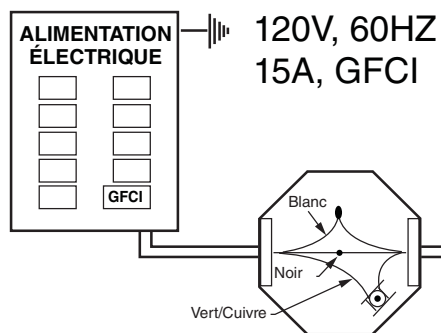 ALIMENTATION
ÉLECTRIQUE
120V, 60HZ
15A, GFCI
GFCI
Blanc
Noir
Vert/Cuivre